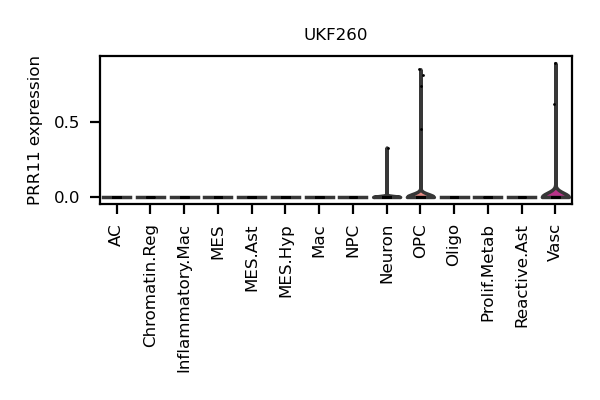 UKF260
PRR11 expression
0.5
0.0
AC
Chromatin.Reg
Inflammatory.Mac
MES
MES.Ast
MES.Hyp
Mac
NPC
Neuron
OPC
Oligo
Prolif.Metab
Reactive.Ast
Vasc